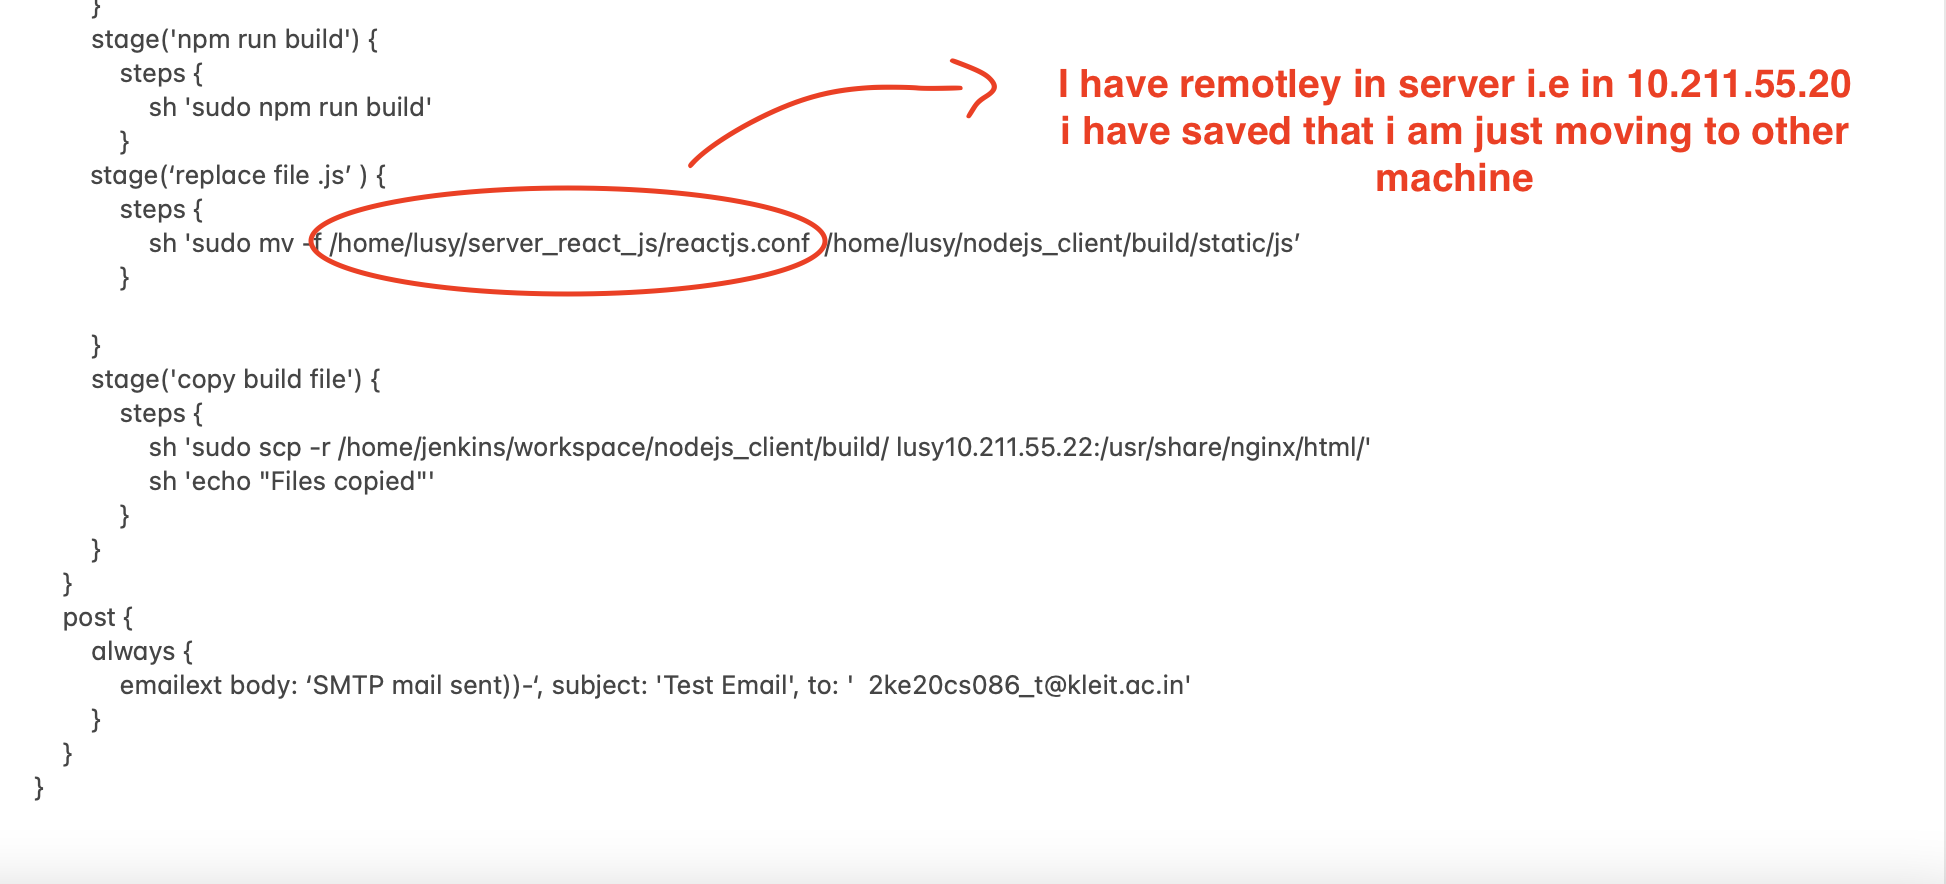 }
stage('npm run build') {
steps {
sh 'sudo npm run build'
}
stage(‘replace file .js’ ) {
steps {
sh 'sudo mv -f /home/lusy/server_react_js/reactjs.conf /home/lusy/nodejs_client/build/static/js’
}
}
stage('copy build file') {
steps {
sh 'sudo scp -r /home/jenkins/workspace/nodejs_client/build/ lusy10.211.55.22:/usr/share/nginx/html/'
sh 'echo "Files copied"'
}
}
}
post {
always {
emailext body: ‘SMTP mail sent))-‘, subject: 'Test Email', to: '  2ke20cs086_t@kleit.ac.in'
}
}
}
I have remotley in server i.e in 10.211.55.20
i have saved that i am just moving to other
machine